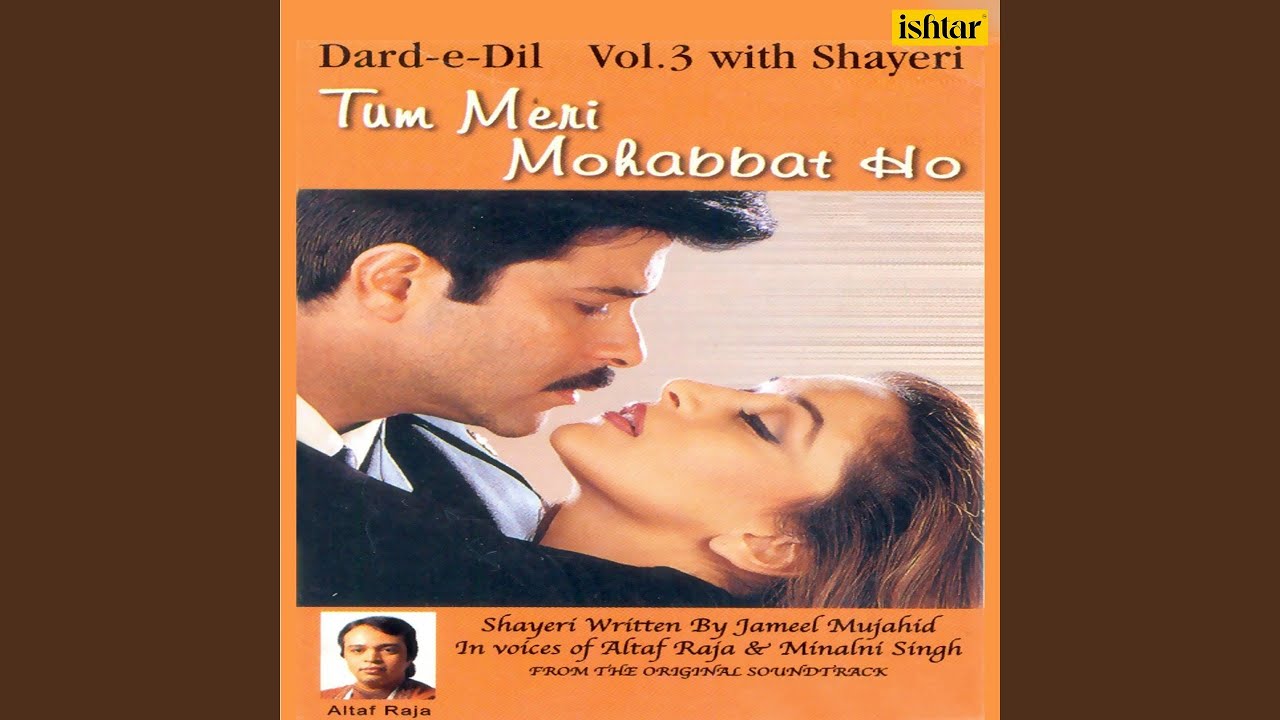 ishtar
Dard-e-Dil Vol.3 with Shayeri
Tum Meri
Mohabbat Ho
Shayeri Written By Jameel Mujahid
In voices of Altaf Raja & Minalni Singh
FROM THE ORIGINAL SOUNDTRACK
Altaf Raja